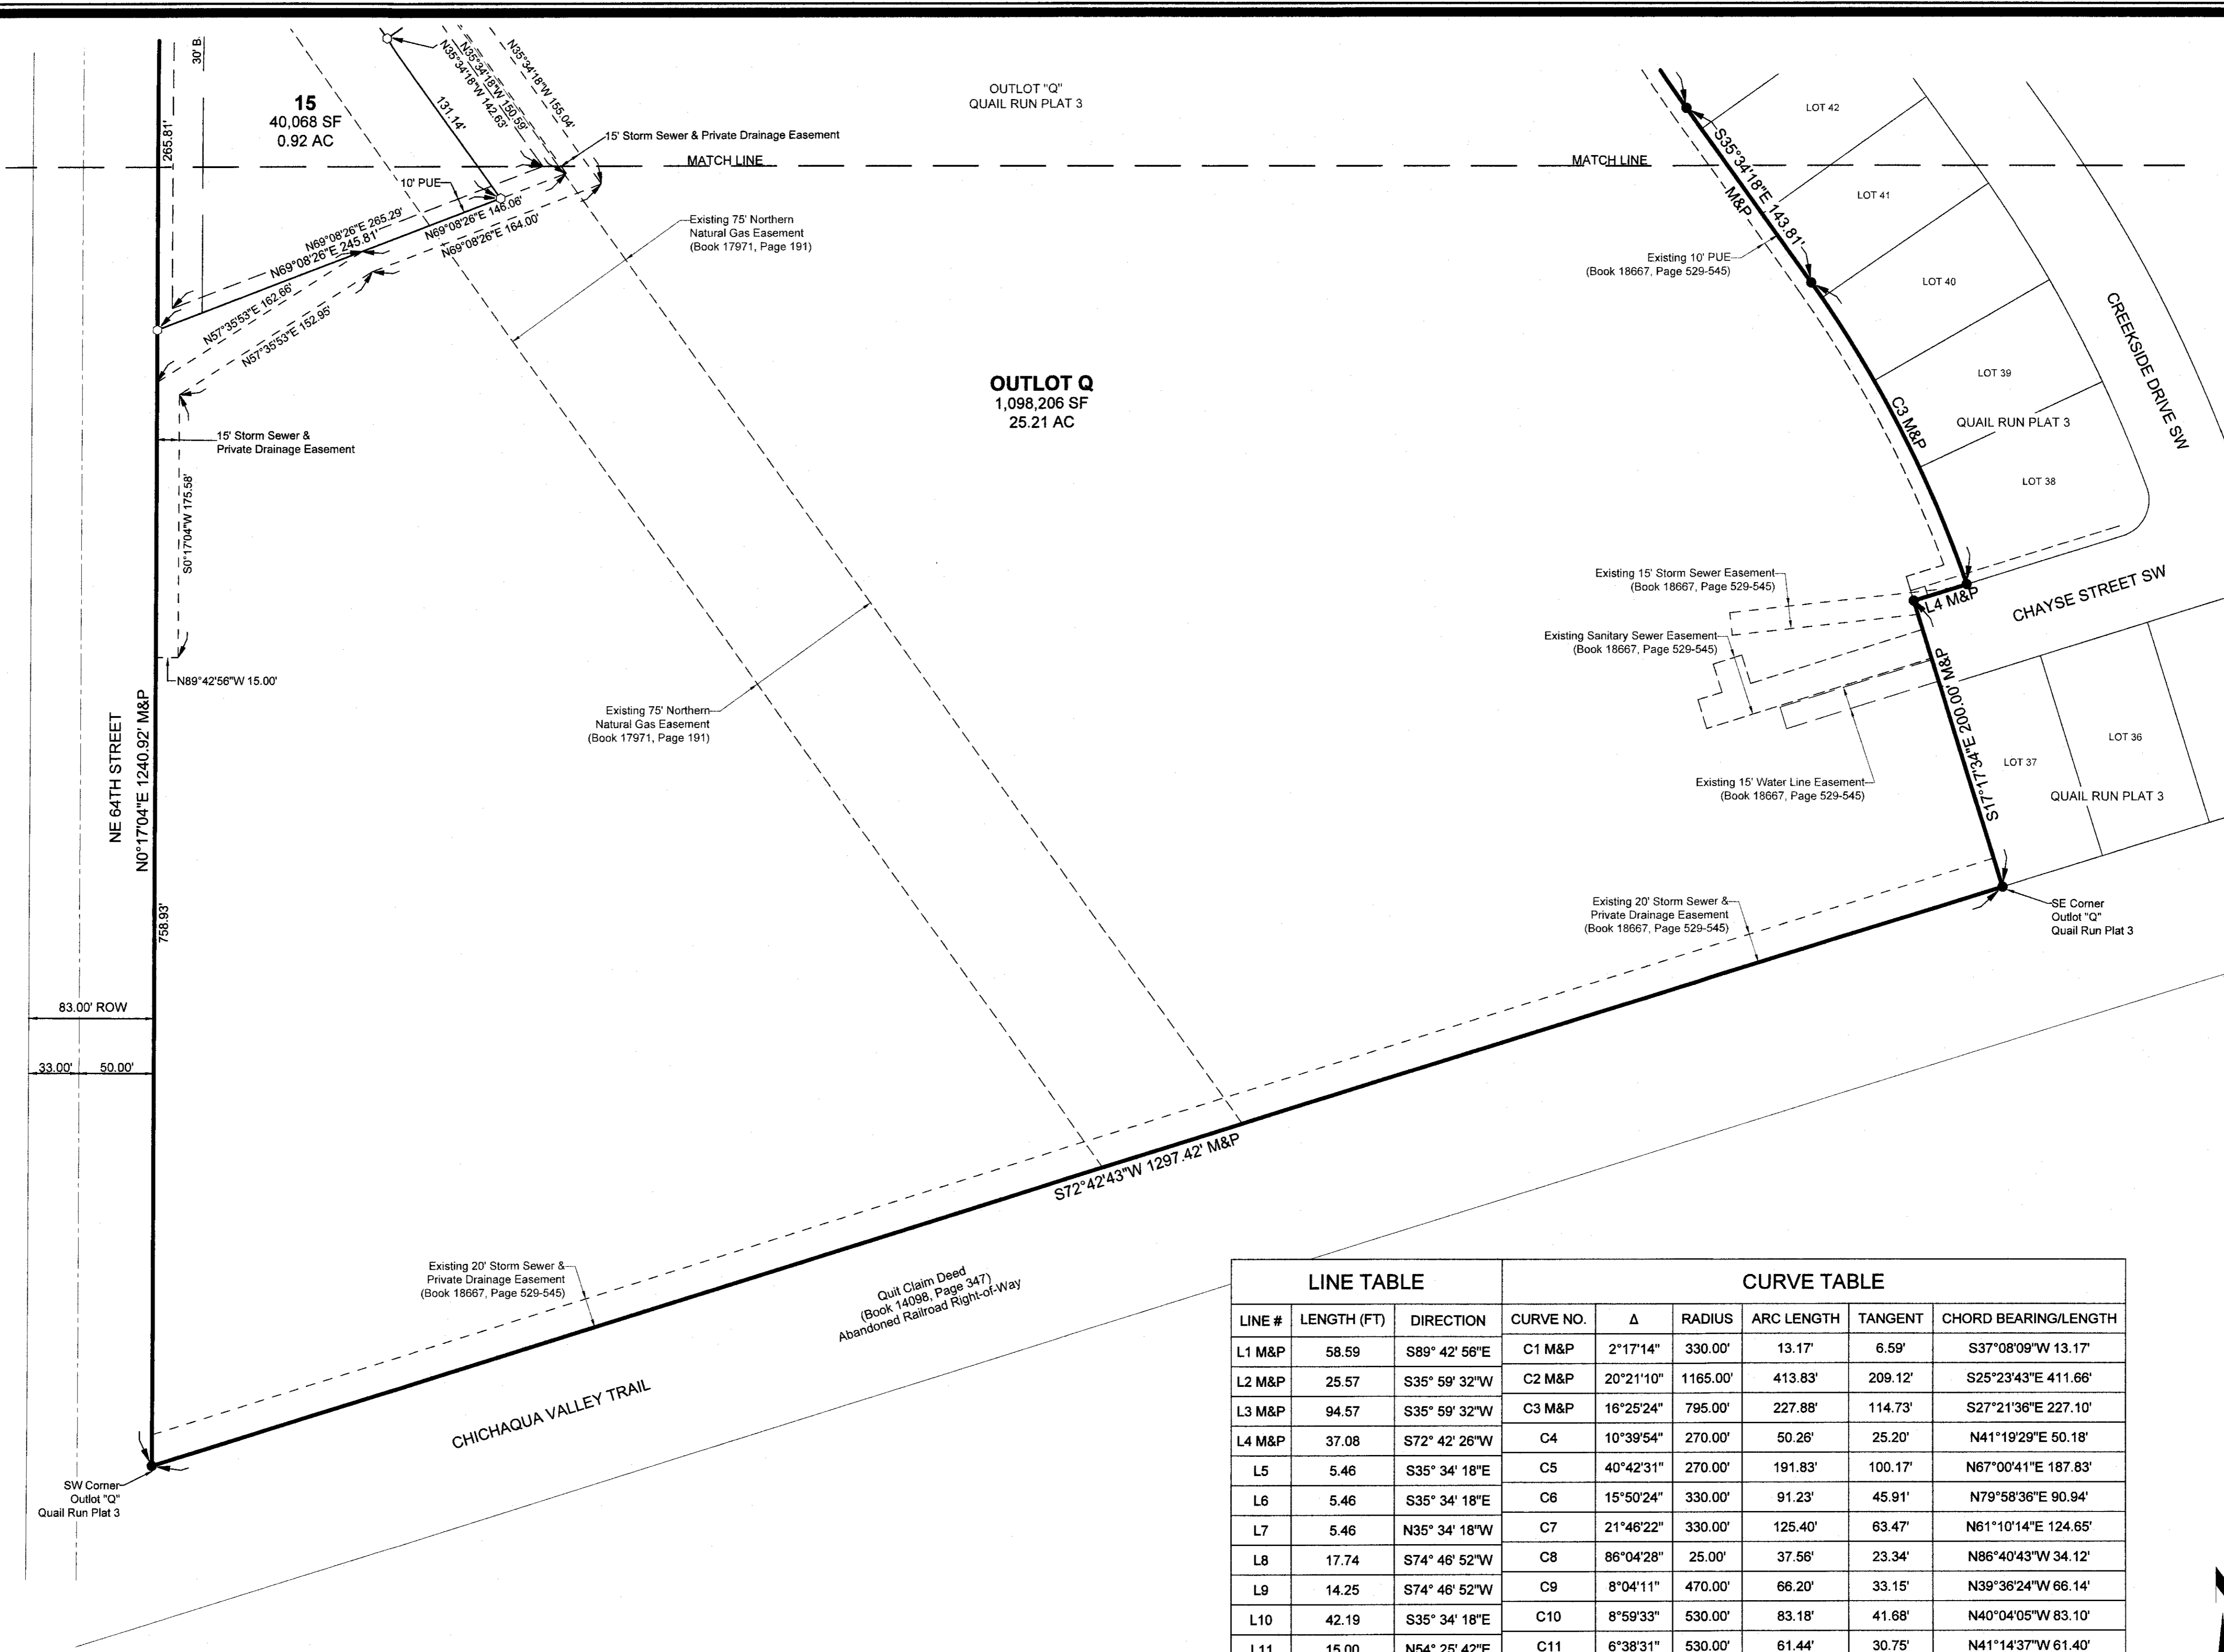 30' B.
15
40,068 SF
0.92 AC
265.81'
131.14'
N35°34'18"W 142.63'
N35°34'18"W 150.59'
N35°34'18"W 155.04'
OUTLOT "Q"
QUAIL RUN PLAT 3
15' Storm Sewer & Private Drainage Easement
MATCH LINE
MATCH LINE
10' PUE
N69°08'26"E 265.29'
N69°08'26"E 245.81'
N69°08'26"E 146.06'
N69°08'26"E 164.00'
N57°35'53"E 162.66'
N57°35'53"E 152.95'
Existing 75' Northern
Natural Gas Easement
(Book 17971, Page 191)
S35°34'18"E 143.81'
M&P
Existing 10' PUE
(Book 18667, Page 529-545)
LOT 42
LOT 41
LOT 40
LOT 39
QUAIL RUN PLAT 3
LOT 38
CREEKSIDE DRIVE SW
C3 M&P
OUTLOT Q
1,098,206 SF
25.21 AC
15' Storm Sewer &
Private Drainage Easement
S0°17'04"W 175.58'
N89°42'56"W 15.00'
NE 64TH STREET
N0°17'04"E 1240.92' M&P
758.93'
Existing 75' Northern
Natural Gas Easement
(Book 17971, Page 191)
Existing 15' Storm Sewer Easement
(Book 18667, Page 529-545)
Existing Sanitary Sewer Easement
(Book 18667, Page 529-545)
Existing 15' Water Line Easement
(Book 18667, Page 529-545)
L4 M&P
CHAYSE STREET SW
S17°17'34"E 200.00' M&P
LOT 37
LOT 36
QUAIL RUN PLAT 3
Existing 20' Storm Sewer &
Private Drainage Easement
(Book 18667, Page 529-545)
SE Corner
Outlot "Q"
Quail Run Plat 3
83.00' ROW
33.00' 50.00'
S72°42'43"W 1297.42' M&P
Existing 20' Storm Sewer &
Private Drainage Easement
(Book 18667, Page 529-545)
Quit Claim Deed
(Book 14098, Page 347)
Abandoned Railroad Right-of-Way
CHICHAQUA VALLEY TRAIL
SW Corner
Outlot "Q"
Quail Run Plat 3
LINE TABLE CURVE TABLE
LINE # LENGTH (FT) DIRECTION CURVE NO. Δ RADIUS ARC LENGTH TANGENT CHORD BEARING/LENGTH
L1 M&P 58.59 S89° 42' 56"E C1 M&P 2°17'14" 330.00' 13.17' 6.59' S37°08'09"W 13.17'
L2 M&P 25.57 S35° 59' 32"W C2 M&P 20°21'10" 1165.00' 413.83' 209.12' S25°23'43"E 411.66'
L3 M&P 94.57 S35° 59' 32"W C3 M&P 16°25'24" 795.00' 227.88' 114.73' S27°21'36"E 227.10'
L4 M&P 37.08 S72° 42' 26"W C4 10°39'54" 270.00' 50.26' 25.20' N41°19'29"E 50.18'
L5 5.46 S35° 34' 18"E C5 40°42'31" 270.00' 191.83' 100.17' N67°00'41"E 187.83'
L6 5.46 S35° 34' 18"E C6 15°50'24" 330.00' 91.23' 45.91' N79°58'36"E 90.94'
L7 5.46 N35° 34' 18"W C7 21°46'22" 330.00' 125.40' 63.47' N61°10'14"E 124.65'
L8 17.74 S74° 46' 52"W C8 86°04'28" 25.00' 37.56' 23.34' N86°40'43"W 34.12'
L9 14.25 S74° 46' 52"W C9 8°04'11" 470.00' 66.20' 33.15' N39°36'24"W 66.14'
L10 42.19 S35° 34' 18"E C10 8°59'33" 530.00' 83.18' 41.68' N40°04'05"W 83.10'
L11 15.00 N54° 25' 42"E C11 6°38'31" 530.00' 61.44' 30.75' N41°14'37"W 61.40'